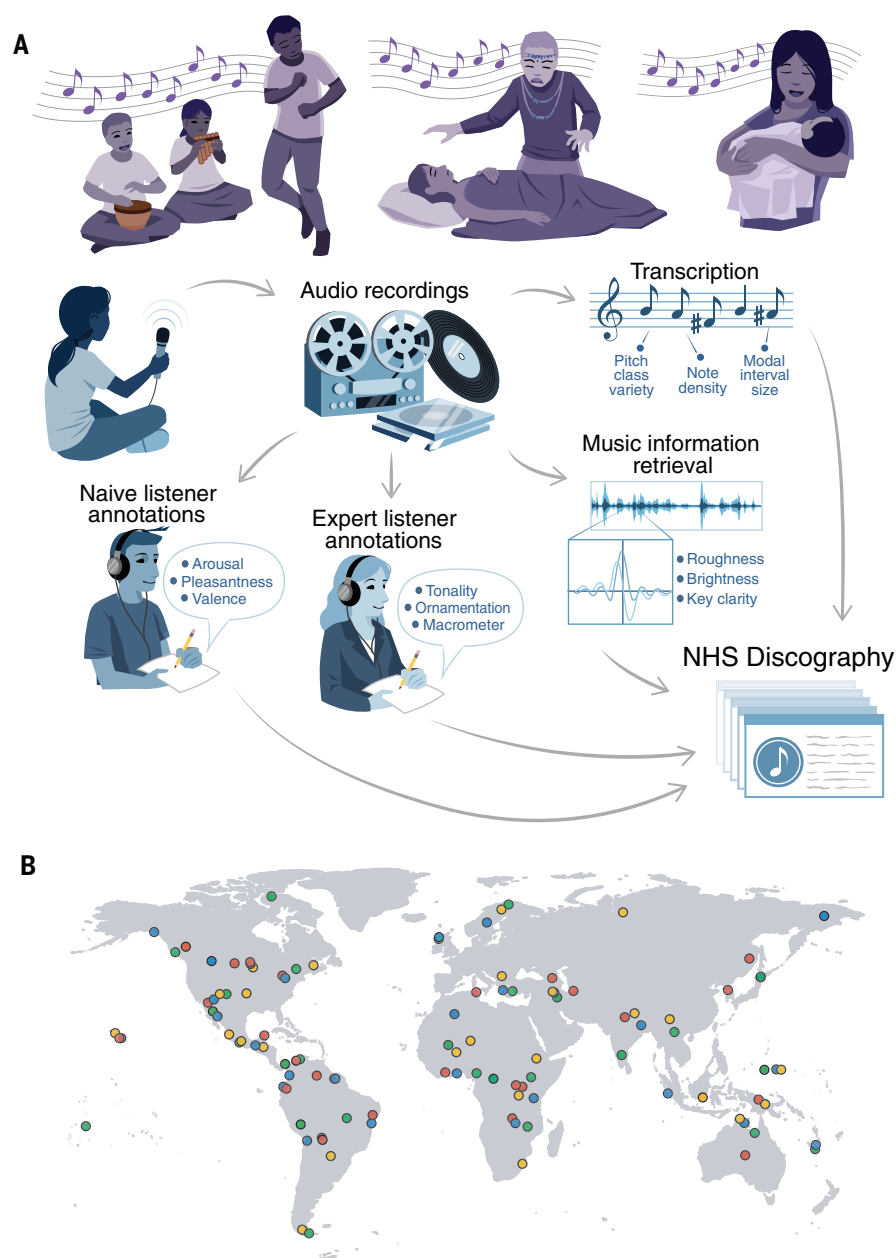 A
Audio recordings
Transcription
Pitch
class
variety
Note
density
Modal
interval
size
Naive listener
annotations
Arousal
Pleasantness
Valence
Expert listener
annotations
Tonality
Ornamentation
Macrometer
Music information
retrieval
Roughness
Brightness
Key clarity
NHS Discography
B